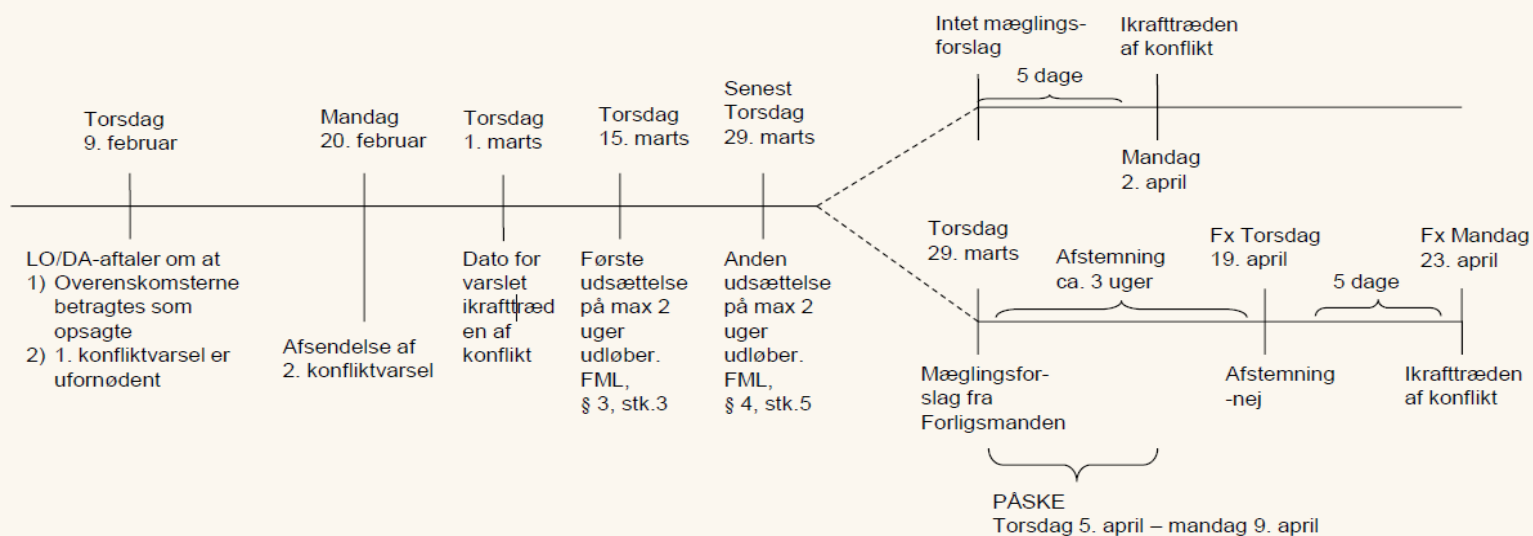 Torsdag
9. februar
LO/DA-aftaler om at
1) Overenskomsterne
betragtes som
opsagte
2) 1. konfliktvarsel er
ufornødent
Mandag
20. februar
Afsendelse af
2. konfliktvarsel
Torsdag
1. marts
Dato for
varslet
ikrafttræd
en af
konflikt
Torsdag
15. marts
Første
udsættelse
på max 2
uger
udløber.
FML,
§ 3, stk.3
Senest
Torsdag
29. marts
Anden
udsættelse
på max 2
uger
udløber.
FML,
§ 4, stk.5
Intet mæglings-
forslag
5 dage
Ikrafttræden
af konflikt
Mandag
2. april
Torsdag
29. marts
Mæglingsfor-
slag fra
Forligsmanden
Afstemning
ca. 3 uger
Fx Torsdag
19. april
Afstemning
-nej
5 dage
Fx Mandag
23. april
Ikrafttræden
af konflikt
PÅSKE
Torsdag 5. april – mandag 9. april